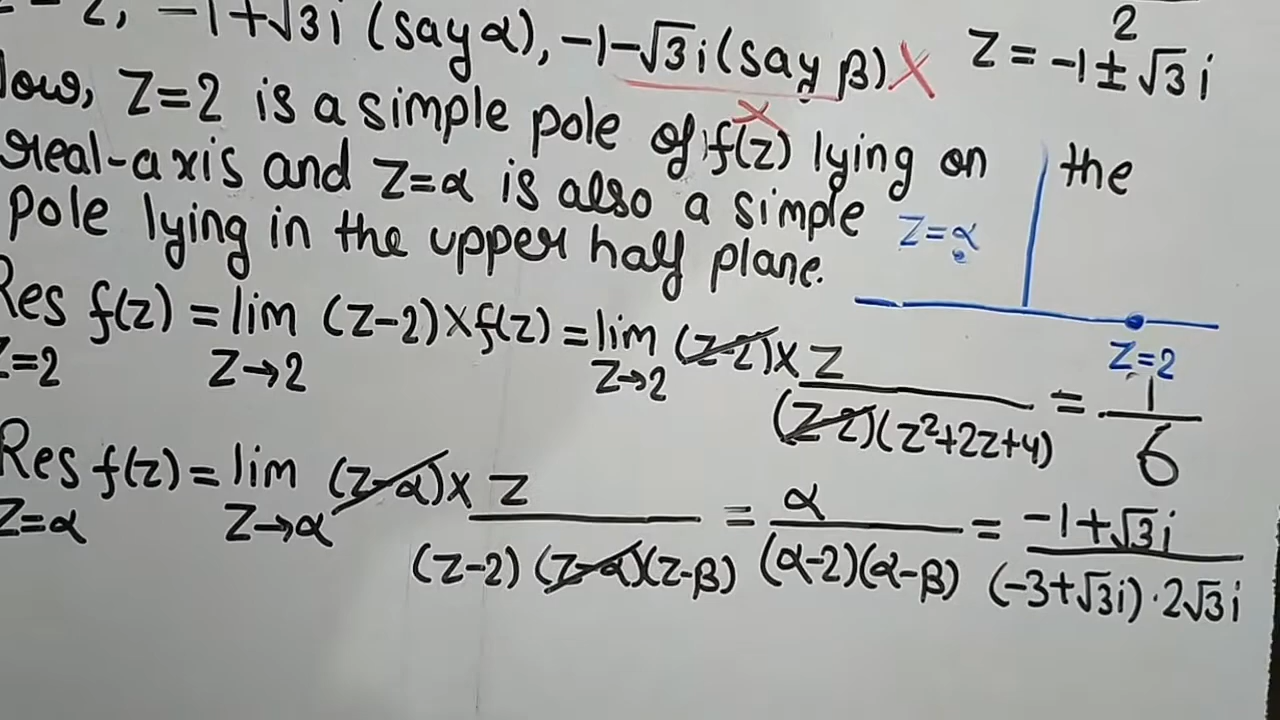 2, -1+√3i (say α), -1-√3i (say β) X
2
Z = -1 ± √3 i
Now, Z=2 is a simple pole of f(z) lying on the
real-axis and Z=α is also a simple
pole lying in the upper half plane.
Z=α
Z=2
Res f(z) = lim (z-2)×f(z) = lim (z-2)× z = 1
Z=2 Z→2 Z→2 (z-2)(z²+2z+4) 6
Res f(z) = lim (z-α)× z = α = -1+√3i
Z=α Z→α (z-2)(z-α)(z-β) (α-2)(α-β) (-3+√3i)·2√3i